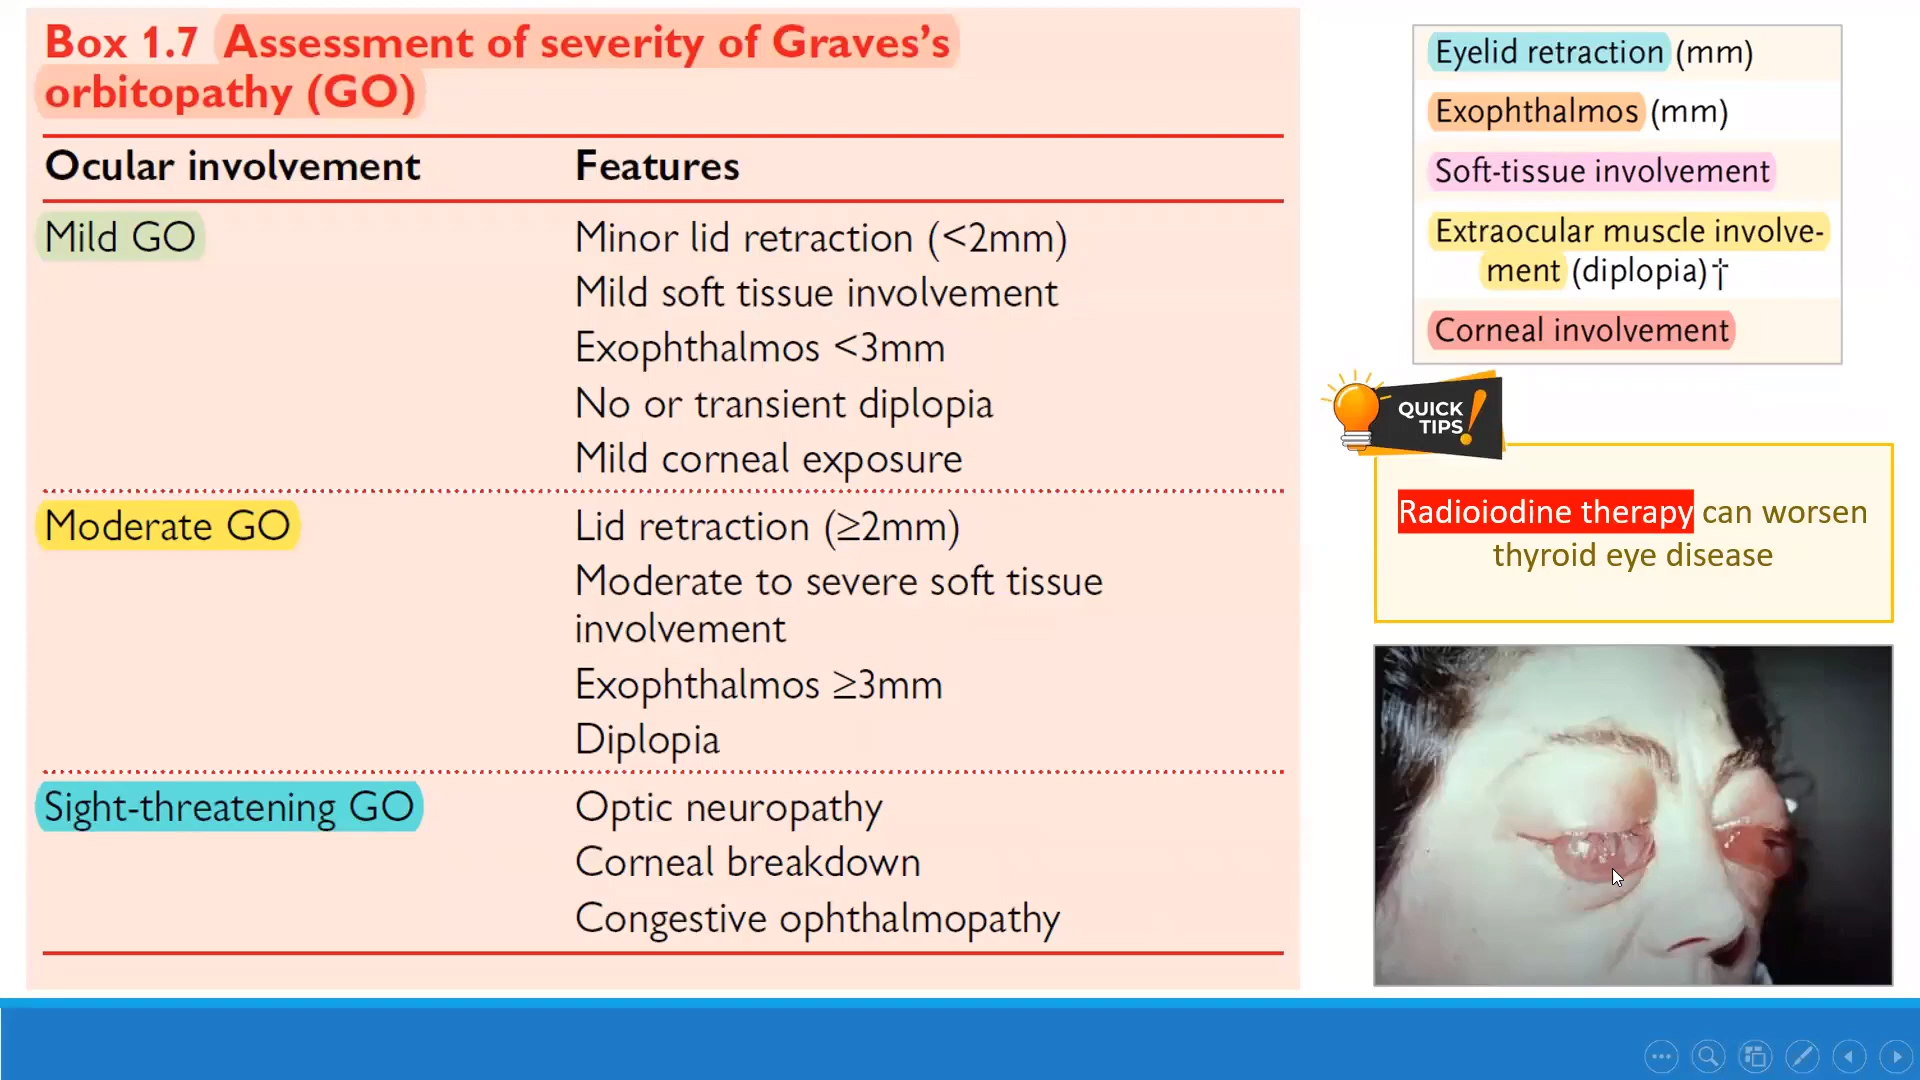 Box 1.7 Assessment of severity of Graves's
orbitopathy (GO)
Ocular involvement Features
Mild GO Minor lid retraction (<2mm)
Mild soft tissue involvement
Exophthalmos <3mm
No or transient diplopia
Mild corneal exposure
Moderate GO Lid retraction (≥2mm)
Moderate to severe soft tissue
involvement
Exophthalmos ≥3mm
Diplopia
Sight-threatening GO Optic neuropathy
Corneal breakdown
Congestive ophthalmopathy
Eyelid retraction (mm)
Exophthalmos (mm)
Soft-tissue involvement
Extraocular muscle involve-
ment (diplopia)†
Corneal involvement
QUICK
TIPS!
Radioiodine therapy can worsen
thyroid eye disease